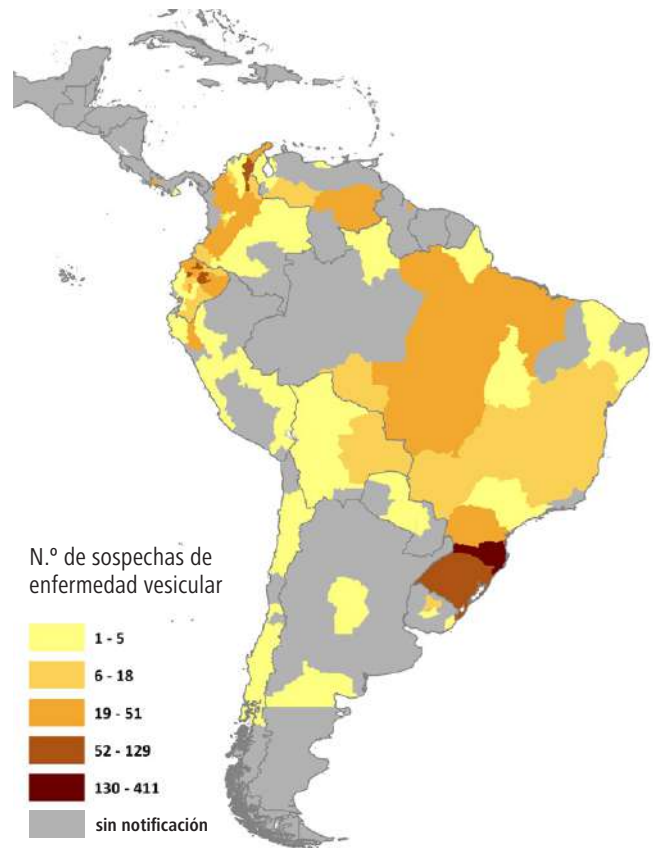 N.º de sospechas de
enfermedad vesicular
1 - 5
6 - 18
19 - 51
52 - 129
130 - 411
sin notificación